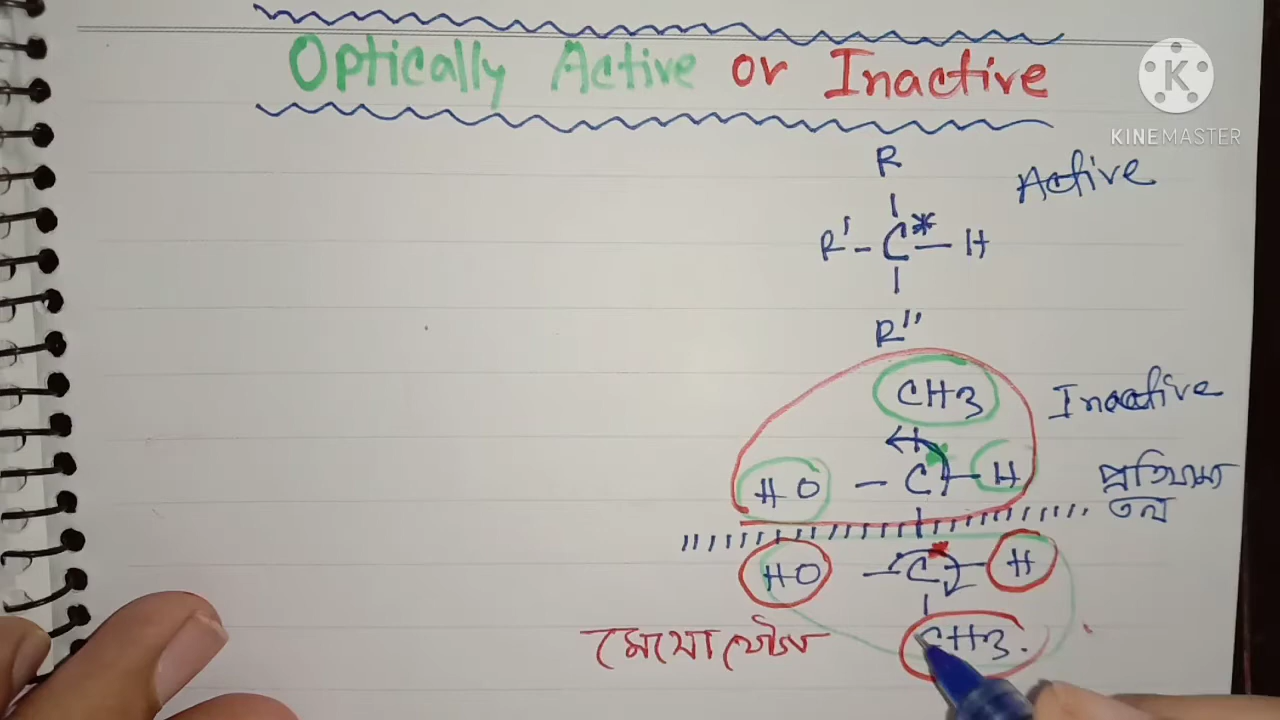 Optically Active or Inactive
K
KINEMASTER
R
Active
R' - C* - H
R''
CH3
Inactive
HO - C* - H
প্রতিসাম্য
তল
HO - C* - H
CH3.